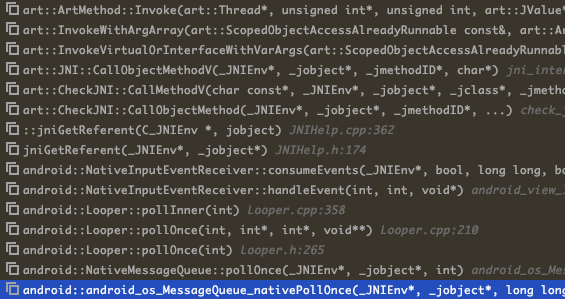 art::ArtMethod::Invoke(art::Thread*, unsigned int*, unsigned int, art::JValue*
art::InvokeWithArgArray(art::ScopedObjectAccessAlreadyRunnable const&, art::Ar
art::InvokeVirtualOrInterfaceWithVarArgs(art::ScopedObjectAccessAlreadyRunnabl
art::JNI::CallObjectMethodV(_JNIEnv*, _jobject*, _jmethodID*, char*) jni_inter
art::CheckJNI::CallMethodV(char const*, _JNIEnv*, _jobject*, _jclass*, _jmetho
art::CheckJNI::CallObjectMethod(_JNIEnv*, _jobject*, _jmethodID*, ...) check_j
::jniGetReferent(C_JNIEnv *, jobject) JNIHelp.cpp:362
jniGetReferent(_JNIEnv*, _jobject*) JNIHelp.h:174
android::NativeInputEventReceiver::consumeEvents(_JNIEnv*, bool, long long, bo
android::NativeInputEventReceiver::handleEvent(int, int, void*) android_view_I
android::Looper::pollInner(int) Looper.cpp:358
android::Looper::pollOnce(int, int*, int*, void**) Looper.cpp:210
android::Looper::pollOnce(int) Looper.h:265
android::NativeMessageQueue::pollOnce(_JNIEnv*, _jobject*, int) android_os_Me
android::android_os_MessageQueue_nativePollOnce(_JNIEnv*, _jobject*, long long